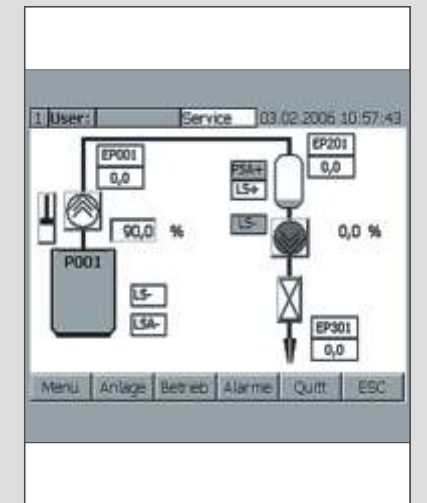 1 User: Service 03.02.2006 10:57:43
EP001
0,0
EP201
0,0
PSA+
LS+
LS-
90,0 %
0,0 %
P001
LS-
LSA-
EP301
0,0
Menü Anlage Betrieb Alarme Quitt ESC